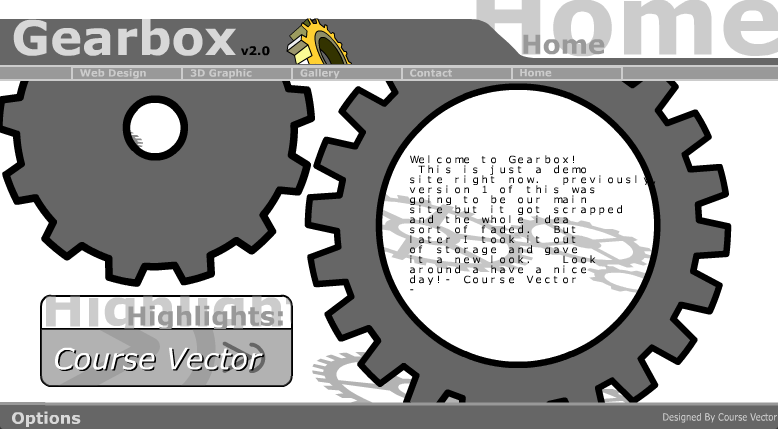 Home
Gearbox v2.0
Home
Web Design 3D Graphic Gallery Contact Home
Welcome to Gearbox!
This is just a demo
site right now. previously,
version 1 of this was
going to be our main
site but it got scrapped
and the whole idea
sort of faded. But
later I took it out
of storage and gave
it a new look. Look
around a have a nice
day!- Course Vector
-
Highlights:
Highlight
Course Vector
Options
Designed By Course Vector